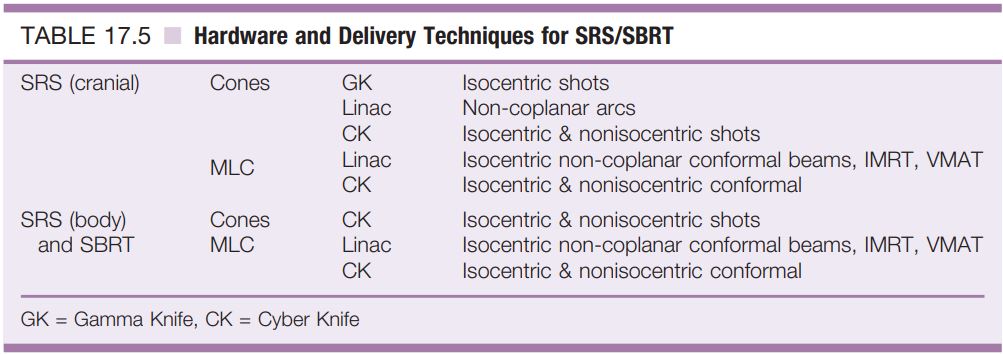 TABLE 17.5 Hardware and Delivery Techniques for SRS/SBRT
SRS (cranial) Cones GK Isocentric shots
Linac Non-coplanar arcs
CK Isocentric & nonisocentric shots
MLC Linac Isocentric non-coplanar conformal beams, IMRT, VMAT
CK Isocentric & nonisocentric conformal
SRS (body) Cones CK Isocentric & nonisocentric shots
and SBRT MLC Linac Isocentric non-coplanar conformal beams, IMRT, VMAT
CK Isocentric & nonisocentric conformal
GK = Gamma Knife, CK = Cyber Knife